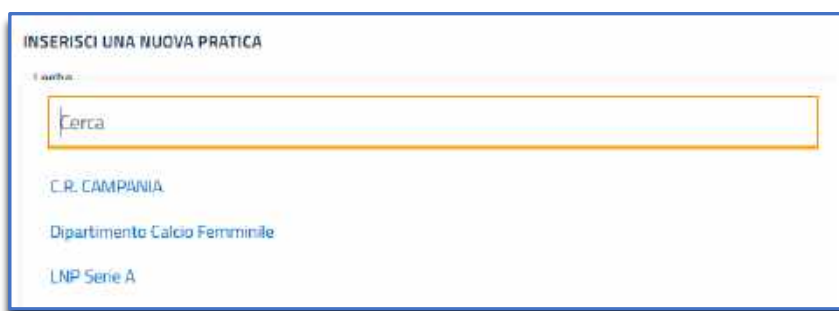 INSERISCI UNA NUOVA PRATICA
Cerca
C.R. CAMPANIA
Dipartimento Calcio Femminile
LNP Serie A